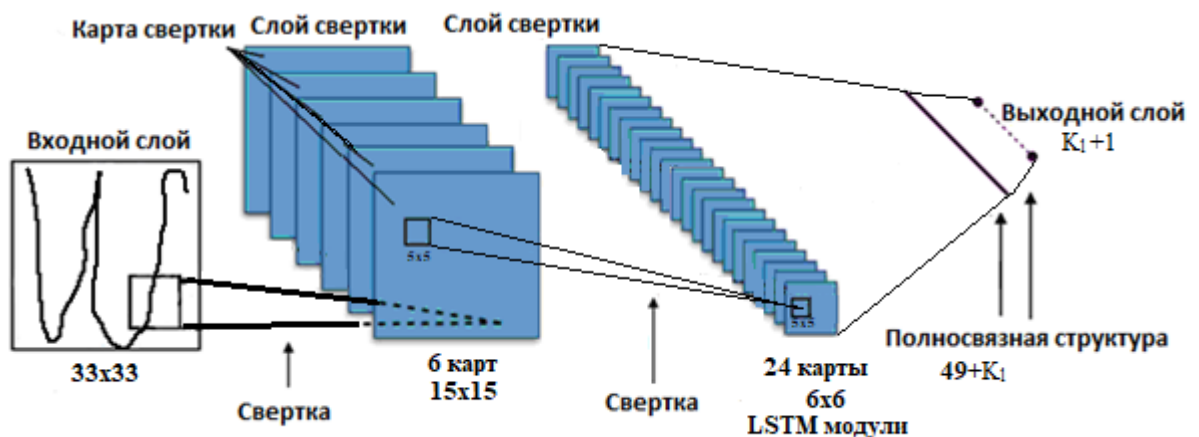 Карта свертки
Слой свертки
Слой свертки
Входной слой
Выходной слой
K₁+1
5x5
5x5
33x33
Свертка
6 карт
15x15
Свертка
24 карты
6x6
LSTM модули
Полносвязная структура
49+K₁